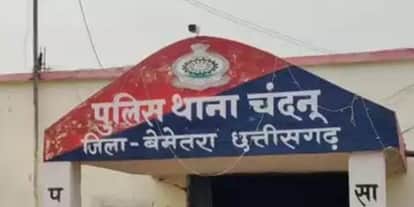 पुलिस थाना चंदनू
जिला-बेमेतरा छत्तीसगढ़
प
सा